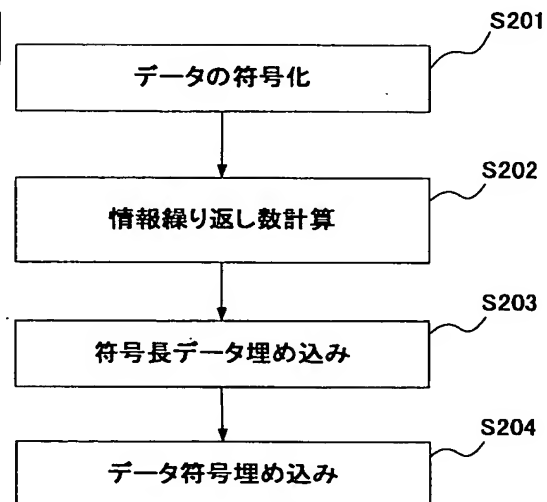 S201
データの符号化
S202
情報繰り返し数計算
S203
符号長データ埋め込み
S204
データ符号埋め込み